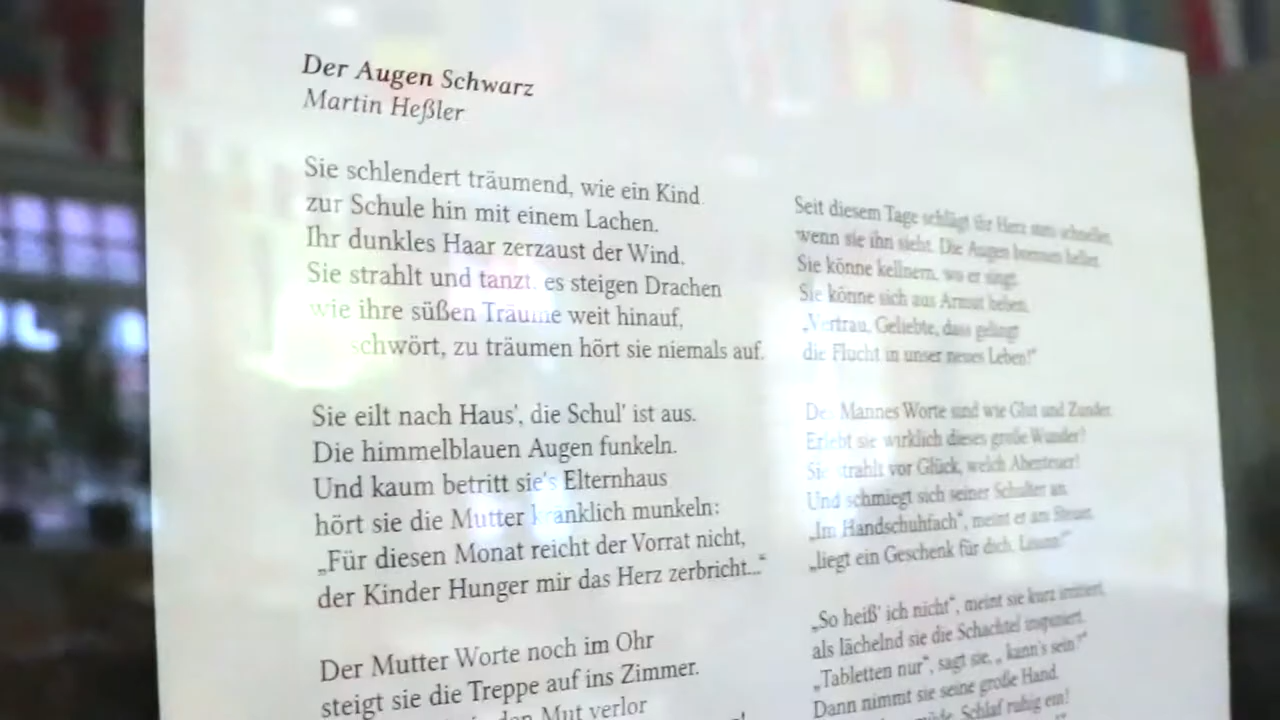 Der Augen Schwarz
Martin Heßler
Sie schlendert träumend, wie ein Kind
zur Schule hin mit einem Lachen.
Ihr dunkles Haar zerzaust der Wind.
Sie strahlt und tanzt, es steigen Drachen
wie ihre süßen Träume weit hinauf,
schwört, zu träumen hört sie niemals auf.
Sie eilt nach Haus', die Schul' ist aus.
Die himmelblauen Augen funkeln.
Und kaum betritt sie's Elternhaus
hört sie die Mutter kränklich munkeln:
„Für diesen Monat reicht der Vorrat nicht,
der Kinder Hunger mir das Herz zerbricht..."
Der Mutter Worte noch im Ohr
steigt sie die Treppe auf ins Zimmer.
den Mut verlor
Seit diesem Tage schlägt ihr Herz stets schneller,
wenn sie ihn sieht. Die Augen brennen heller.
Sie könne kellnern, wo er singt.
Sie könne sich aus Armut heben.
„Vertrau, Geliebte, dass gelingt
die Flucht in unser neues Leben!"
Des Mannes Worte sind wie Glut und Zunder.
Erlebt sie wirklich dieses große Wunder?
Sie strahlt vor Glück, welch Abenteuer!
Und schmiegt sich seiner Schulter an.
„Im Handschuhfach", meint er am Steuer,
„liegt ein Geschenk für dich,
„So heiß' ich nicht", meint sie kurz irritiert,
als lächelnd sie die Schachtel inspiziert.
„Tabletten nur", sagt sie, „kann's sein?"
Dann nimmt sie seine große Hand.
Schlaf ruhig ein!